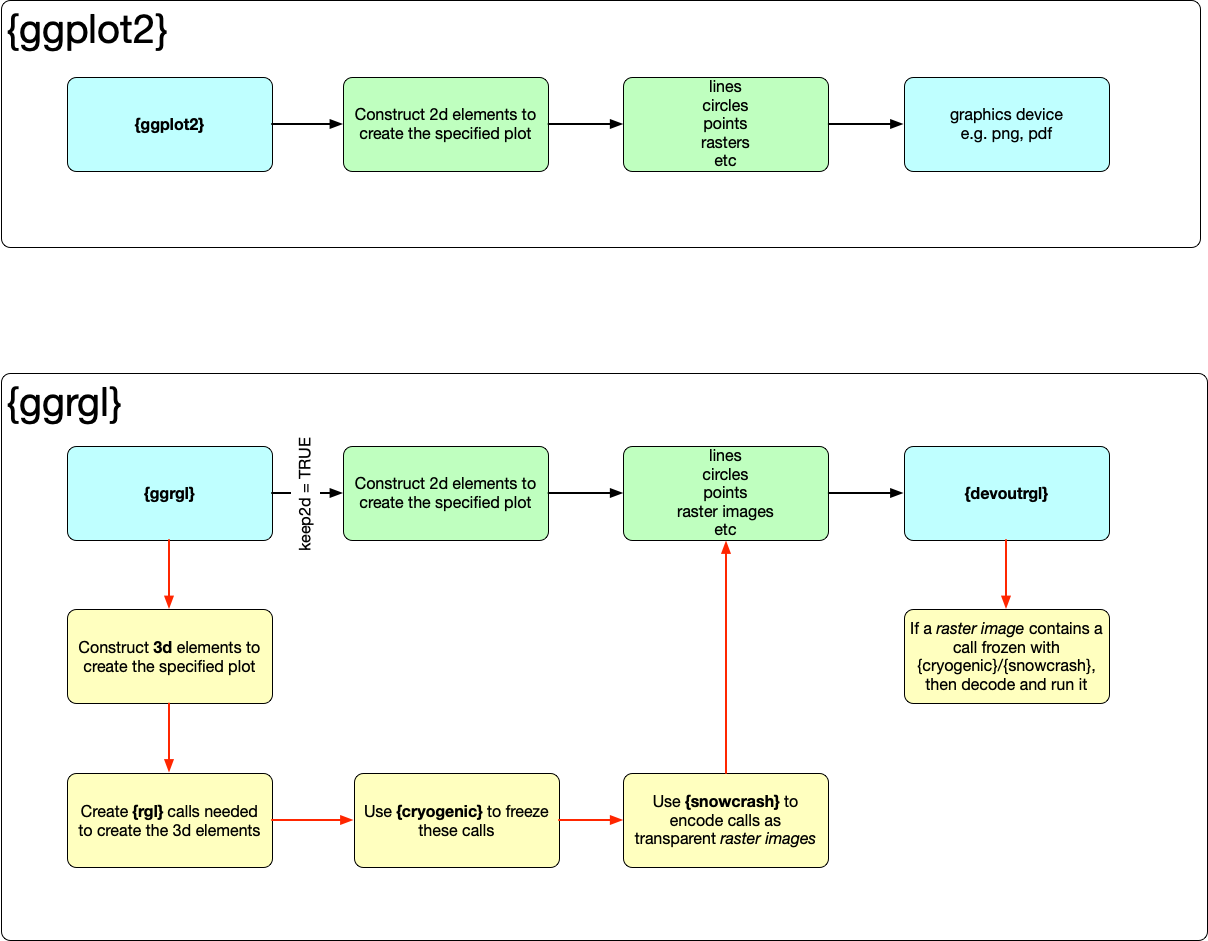 {ggplot2}
{ggplot2}
Construct 2d elements to
create the specified plot
lines
circles
points
rasters
etc
graphics device
e.g. png, pdf
{ggrgl}
{ggrgl}
keep2d = TRUE
Construct 2d elements to
create the specified plot
lines
circles
points
raster images
etc
{devoutrgl}
Construct 3d elements to
create the specified plot
If a raster image contains a
call frozen with
{cryogenic}/{snowcrash},
then decode and run it
Create {rgl} calls needed
to create the 3d elements
Use {cryogenic} to freeze
these calls
Use {snowcrash} to
encode calls as
transparent raster images